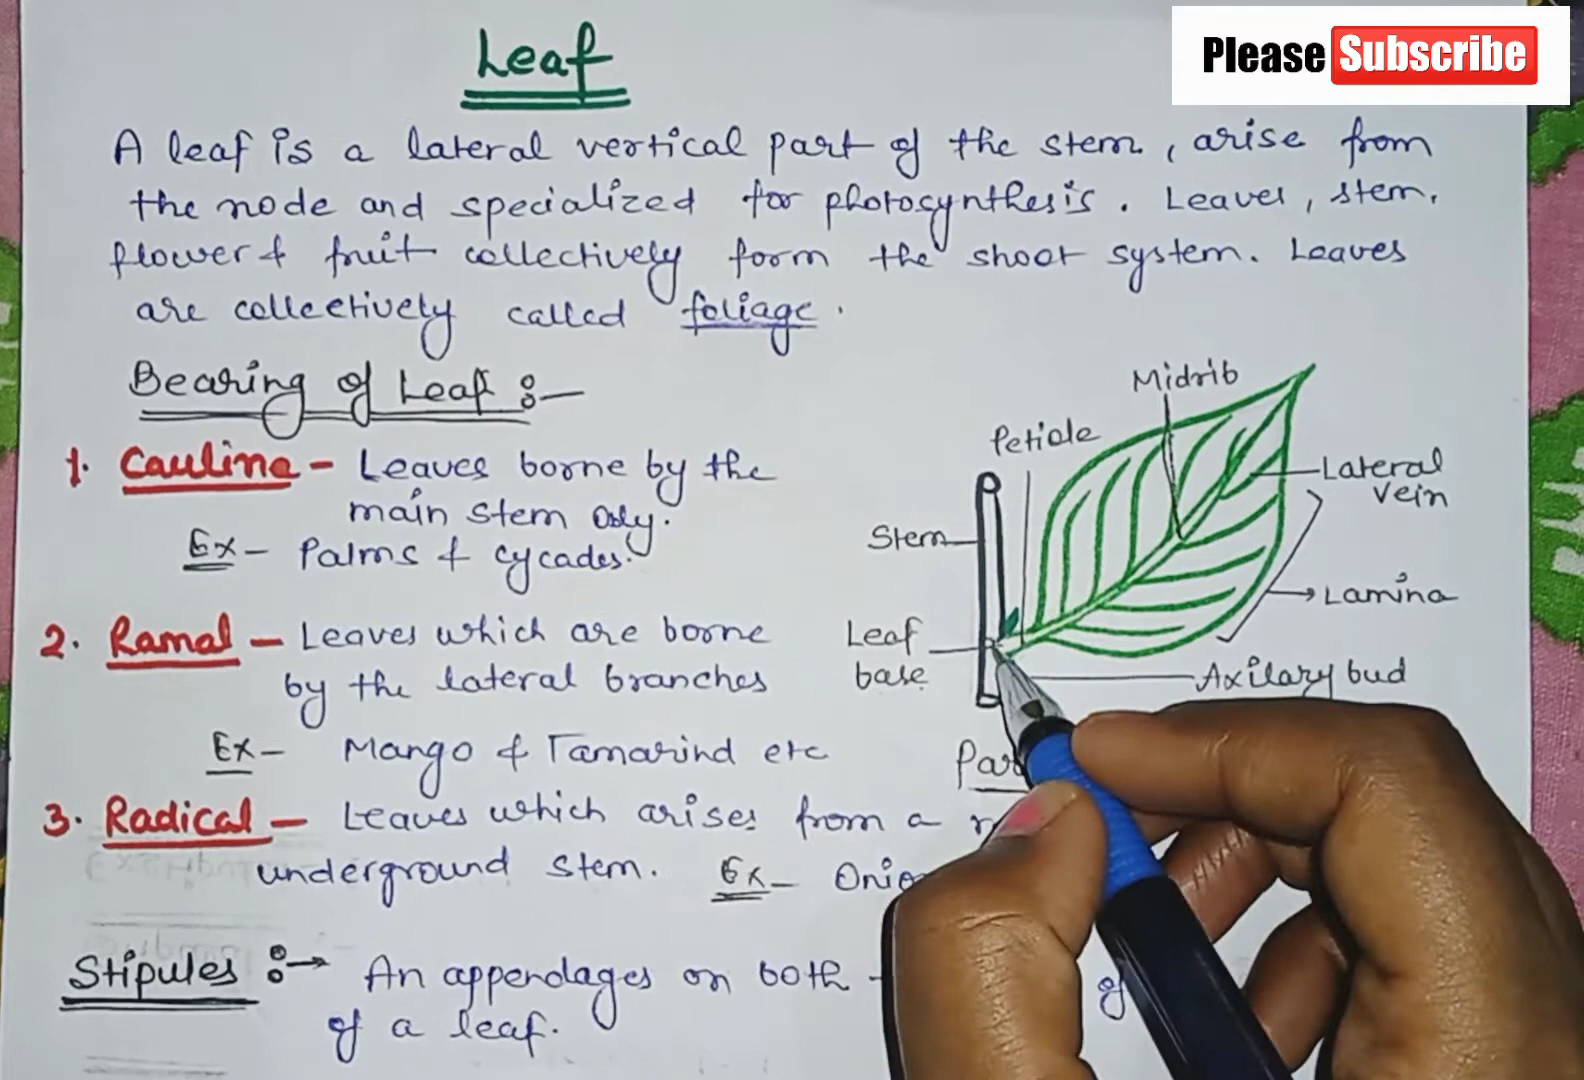 Please Subscribe
Leaf
A leaf is a lateral vertical part of the stem, arise from
the node and specialized for photosynthesis. Leaves, stem,
flower & fruit collectively form the shoot system. Leaves
are collectively called foliage.
Bearing of Leaf :-
1. Caulina - Leaves borne by the
main stem only.
Ex - Palms & cycades.
2. Ramal - Leaves which are borne
by the lateral branches
Ex - Mango & Tamarind etc
3. Radical - Leaves which arises from a
underground stem. Ex -
Stipules :→ An appendages on both of
of a leaf.
Midrib
Petiole
Lateral
vein
Stem
Lamina
Leaf
base
Axilary bud